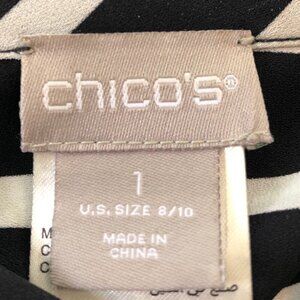 chico's®
1
U.S. SIZE 8/10
MADE IN
CHINA
M
C
C